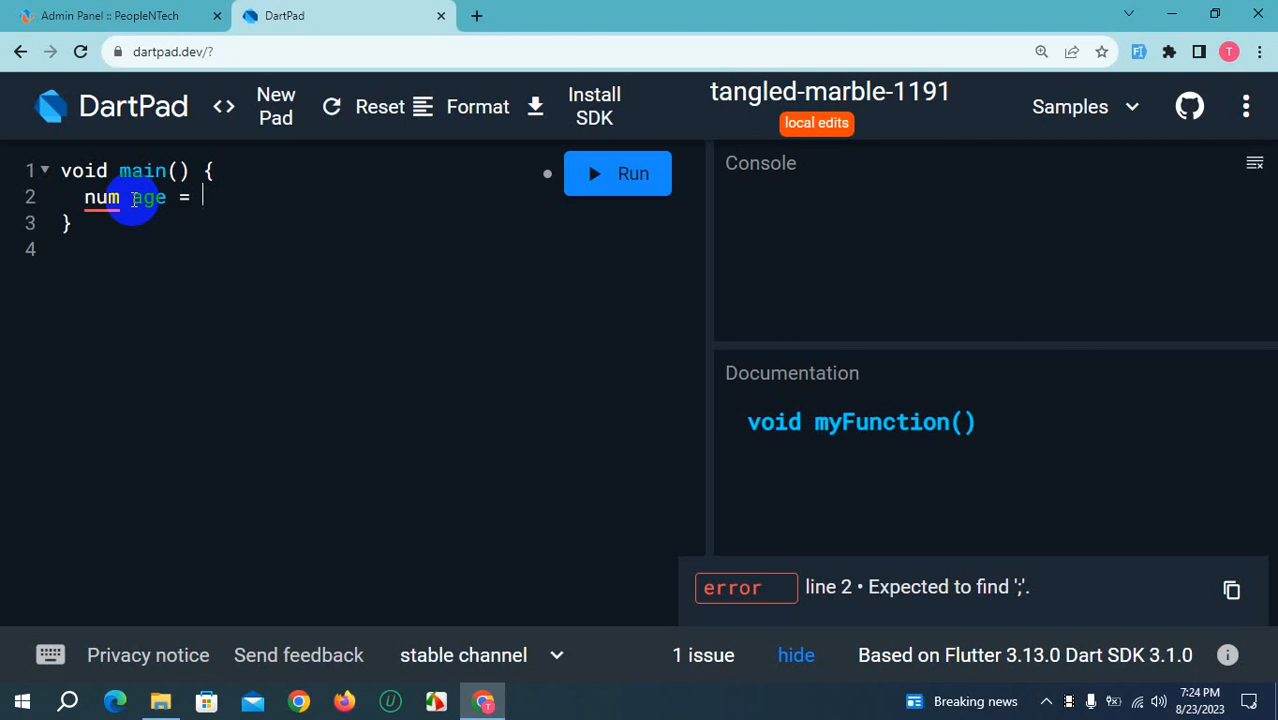 Admin Panel :: PeopleNTech
DartPad
dartpad.dev/?
DartPad
<>
New Pad
Reset
Format
Install SDK
tangled-marble-1191
local edits
Samples
1 void main() {
2 num age =
3 }
4
Run
Console
Documentation
void myFunction()
error line 2 • Expected to find ';'.
Privacy notice
Send feedback
stable channel
1 issue
hide
Based on Flutter 3.13.0 Dart SDK 3.1.0
Breaking news
7:24 PM
8/23/2023